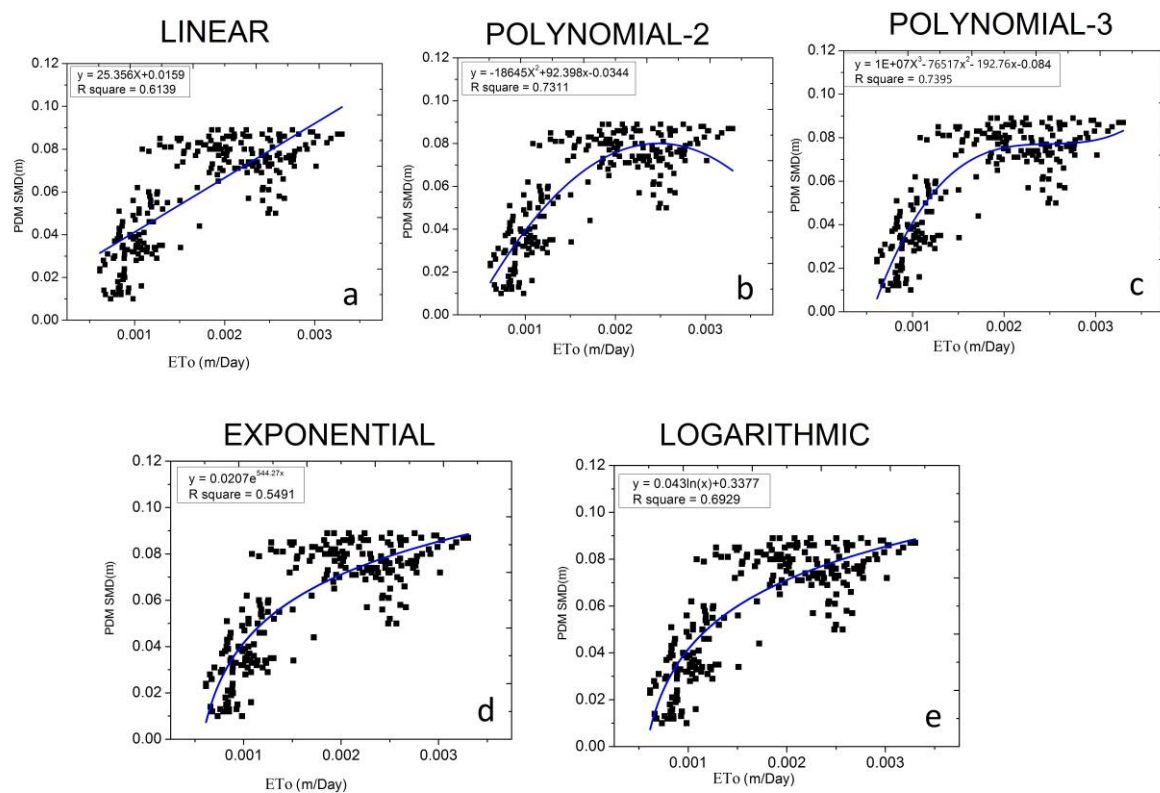 LINEAR
y = 25.356X+0.0159
R square = 0.6139
0.12
0.10
0.08
0.06
0.04
0.02
0.00
PDM SMD(m)
0.001 0.002 0.003
ETo (m/Day)
a
POLYNOMIAL-2
y = -18645X²+92.398x-0.0344
R square = 0.7311
0.12
0.10
0.08
0.06
0.04
0.02
0.00
PDM SMD(m)
0.001 0.002 0.003
ETo (m/Day)
b
POLYNOMIAL-3
y = 1E+07X³-76517x²-192.76x-0.084
R square = 0.7395
0.12
0.10
0.08
0.06
0.04
0.02
0.00
PDM SMD(m)
0.001 0.002 0.003
ETo (m/Day)
c
EXPONENTIAL
y = 0.0207e^544.27x
R square = 0.5491
0.12
0.10
0.08
0.06
0.04
0.02
0.00
PDM SMD(m)
0.001 0.002 0.003
ETo (m/Day)
d
LOGARITHMIC
y = 0.043ln(x)+0.3377
R square = 0.6929
0.12
0.10
0.08
0.06
0.04
0.02
0.00
PDM SMD(m)
0.001 0.002 0.003
ETo (m/Day)
e